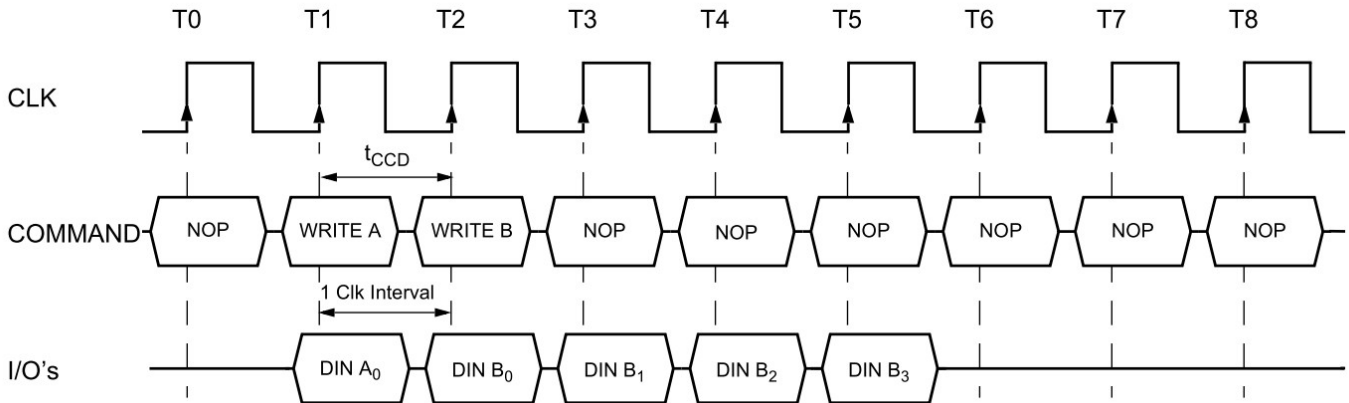 T0 T1 T2 T3 T4 T5 T6 T7 T8
CLK
tCCD
COMMAND NOP WRITE A WRITE B NOP NOP NOP NOP NOP NOP
1 Clk Interval
I/O's DIN A0 DIN B0 DIN B1 DIN B2 DIN B3